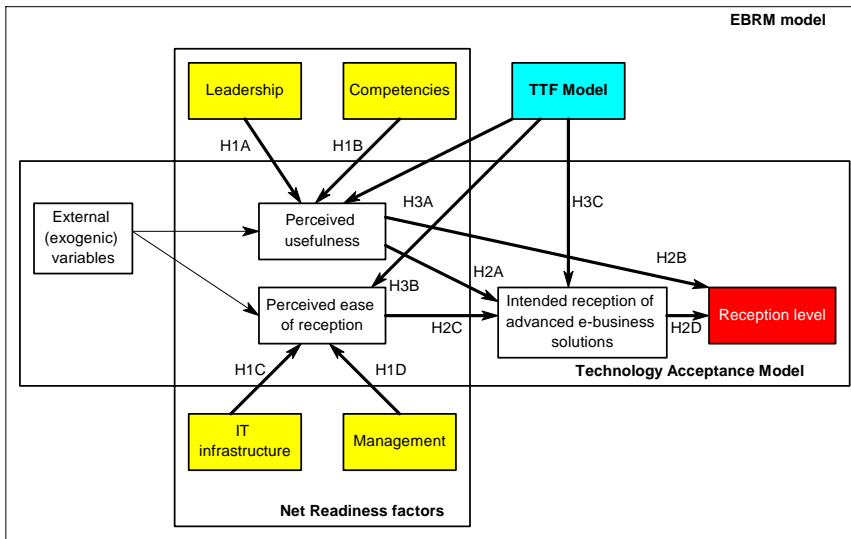 EBRM model
Leadership
Competencies
TTF Model
H1A
H1B
External
(exogenic)
variables
Perceived
usefulness
H3A
H3C
H2B
H2A
H3B
Perceived ease
of reception
H2C
Intended reception of
advanced e-business
solutions
H2D
Reception level
H1C
H1D
Technology Acceptance Model
IT
infrastructure
Management
Net Readiness factors